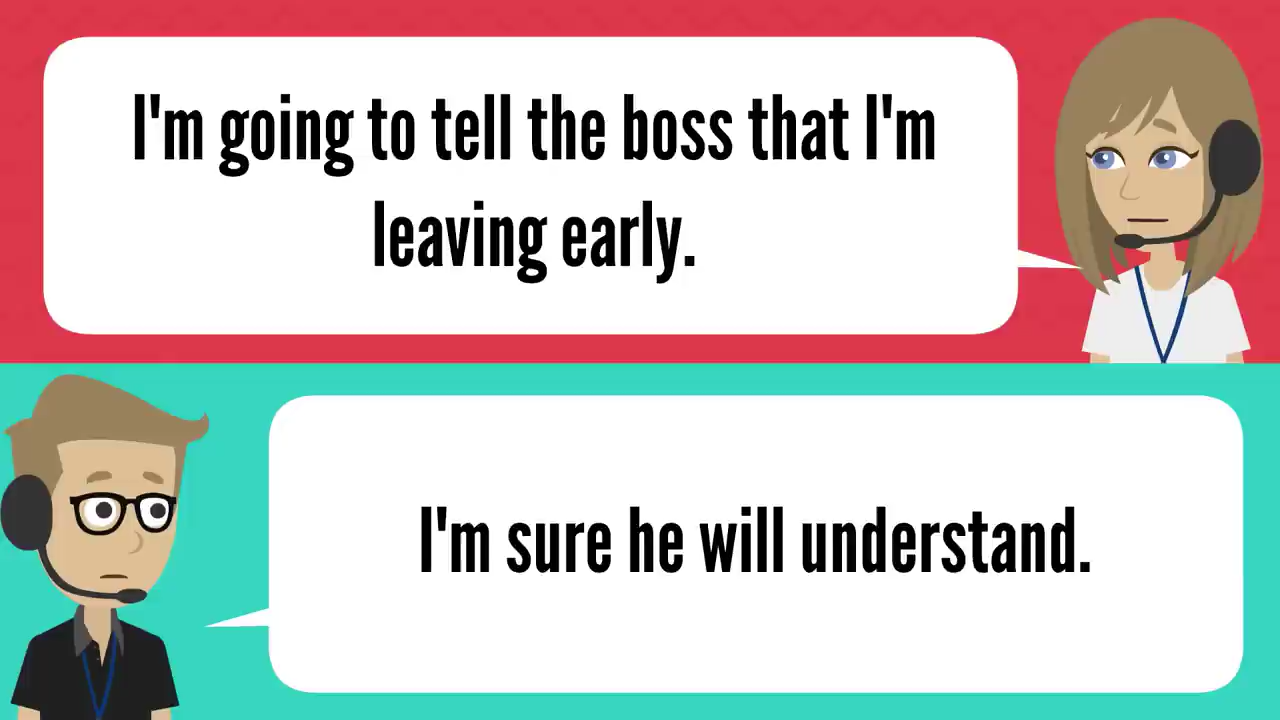 I'm going to tell the boss that I'm
leaving early.
I'm sure he will understand.